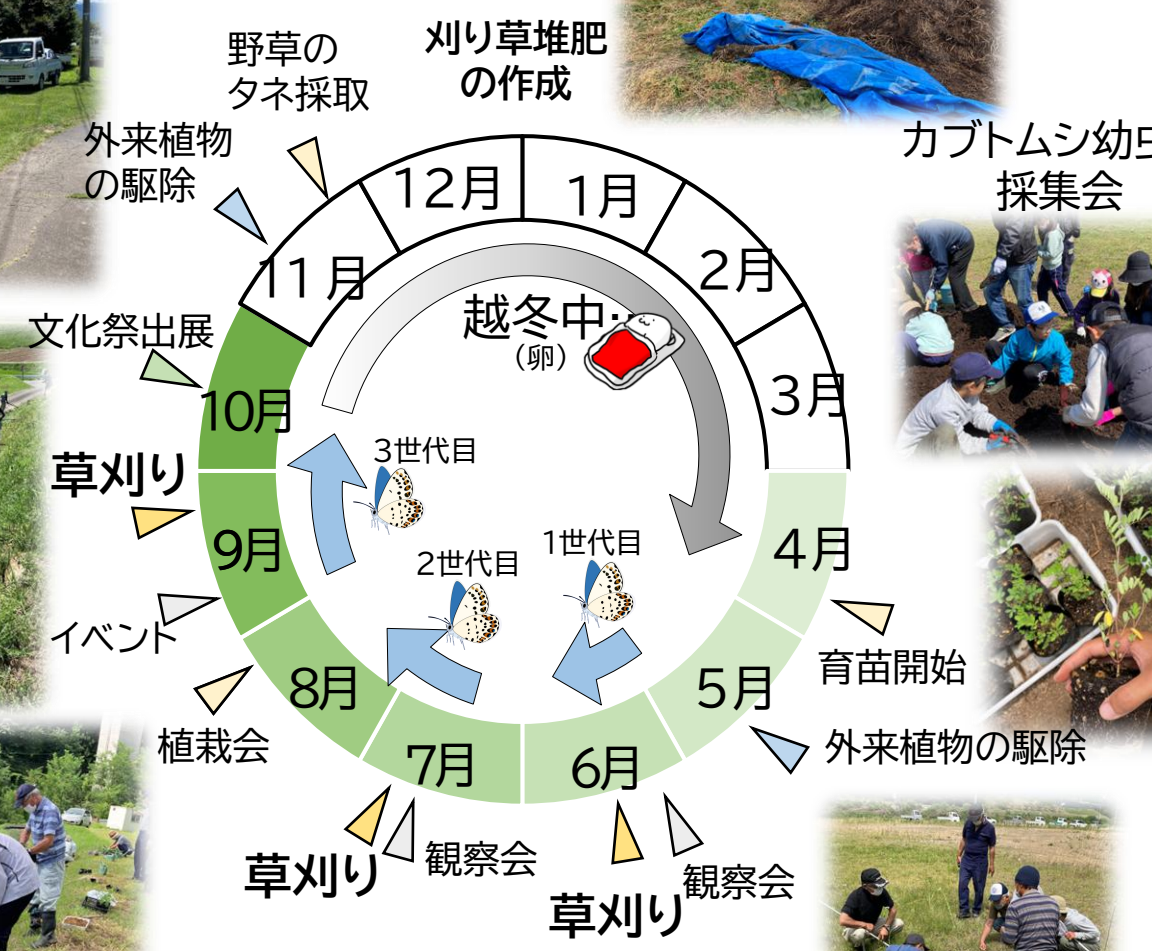 野草の
タネ採取
刈り草堆肥
の作成
外来植物
の駆除
カブトムシ幼虫
採集会
12月
1月
11月
2月
越冬中…
(卵)
文化祭出展
10月
3月
3世代目
草刈り
9月
2世代目
1世代目
4月
イベント
8月
5月
育苗開始
植栽会
7月
6月
外来植物の駆除
草刈り
観察会
草刈り
観察会